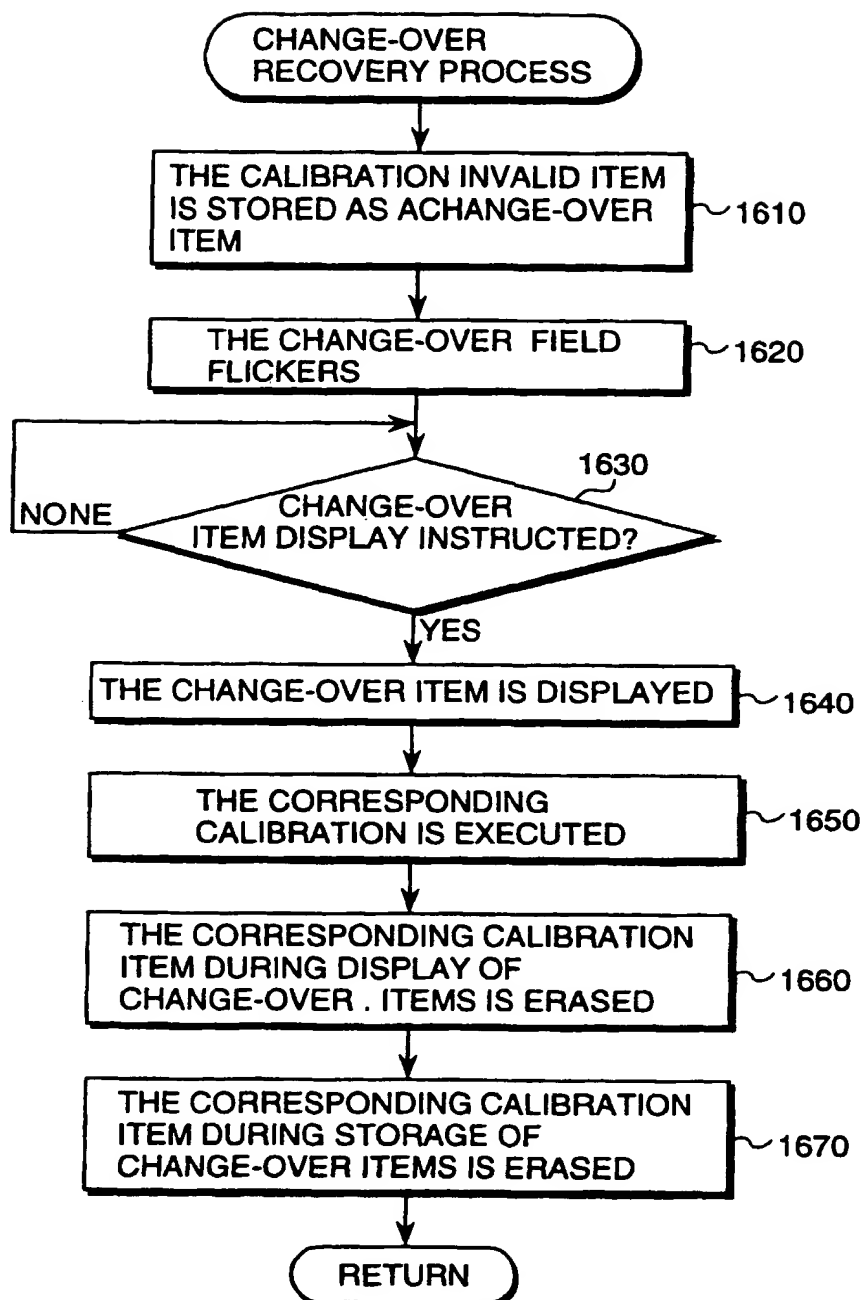 CHANGE-OVER
RECOVERY PROCESS
THE CALIBRATION INVALID ITEM
IS STORED AS ACHANGE-OVER
ITEM
1610
THE CHANGE-OVER FIELD
FLICKERS
1620
1630
NONE
CHANGE-OVER
ITEM DISPLAY INSTRUCTED?
YES
THE CHANGE-OVER ITEM IS DISPLAYED
1640
THE CORRESPONDING
CALIBRATION IS EXECUTED
1650
THE CORRESPONDING CALIBRATION
ITEM DURING DISPLAY OF
CHANGE-OVER . ITEMS IS ERASED
1660
THE CORRESPONDING CALIBRATION
ITEM DURING STORAGE OF
CHANGE-OVER ITEMS IS ERASED
1670
RETURN